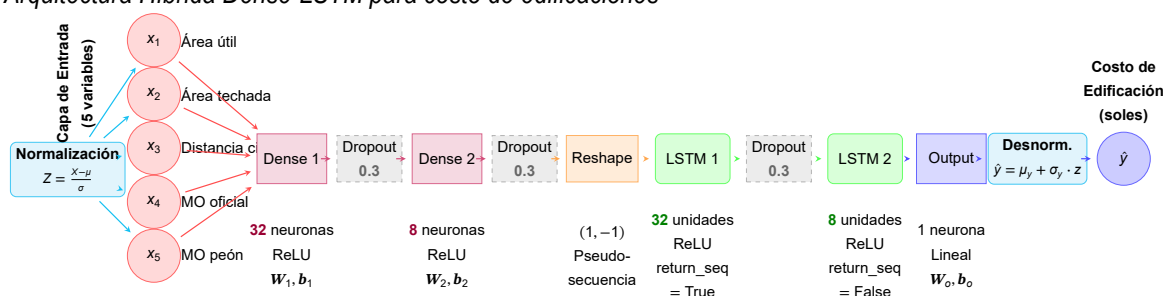 Arquitectura Híbrida Dense-LSTM para costo de edificaciones
Capa de Entrada
(5 variables)
Normalización
Z = X−μ / σ
x1 Área útil
x2 Área techada
x3 Distancia ci
x4 MO oficial
x5 MO peón
Dense 1
32 neuronas
ReLU
W1, b1
Dropout
0.3
Dense 2
8 neuronas
ReLU
W2, b2
Dropout
0.3
Reshape
(1, −1)
Pseudo-
secuencia
LSTM 1
32 unidades
ReLU
return_seq
= True
Dropout
0.3
LSTM 2
8 unidades
ReLU
return_seq
= False
Output
1 neurona
Lineal
Wo, bo
Desnorm.
ŷ = μy + σy · z
Costo de
Edificación
(soles)
ŷ